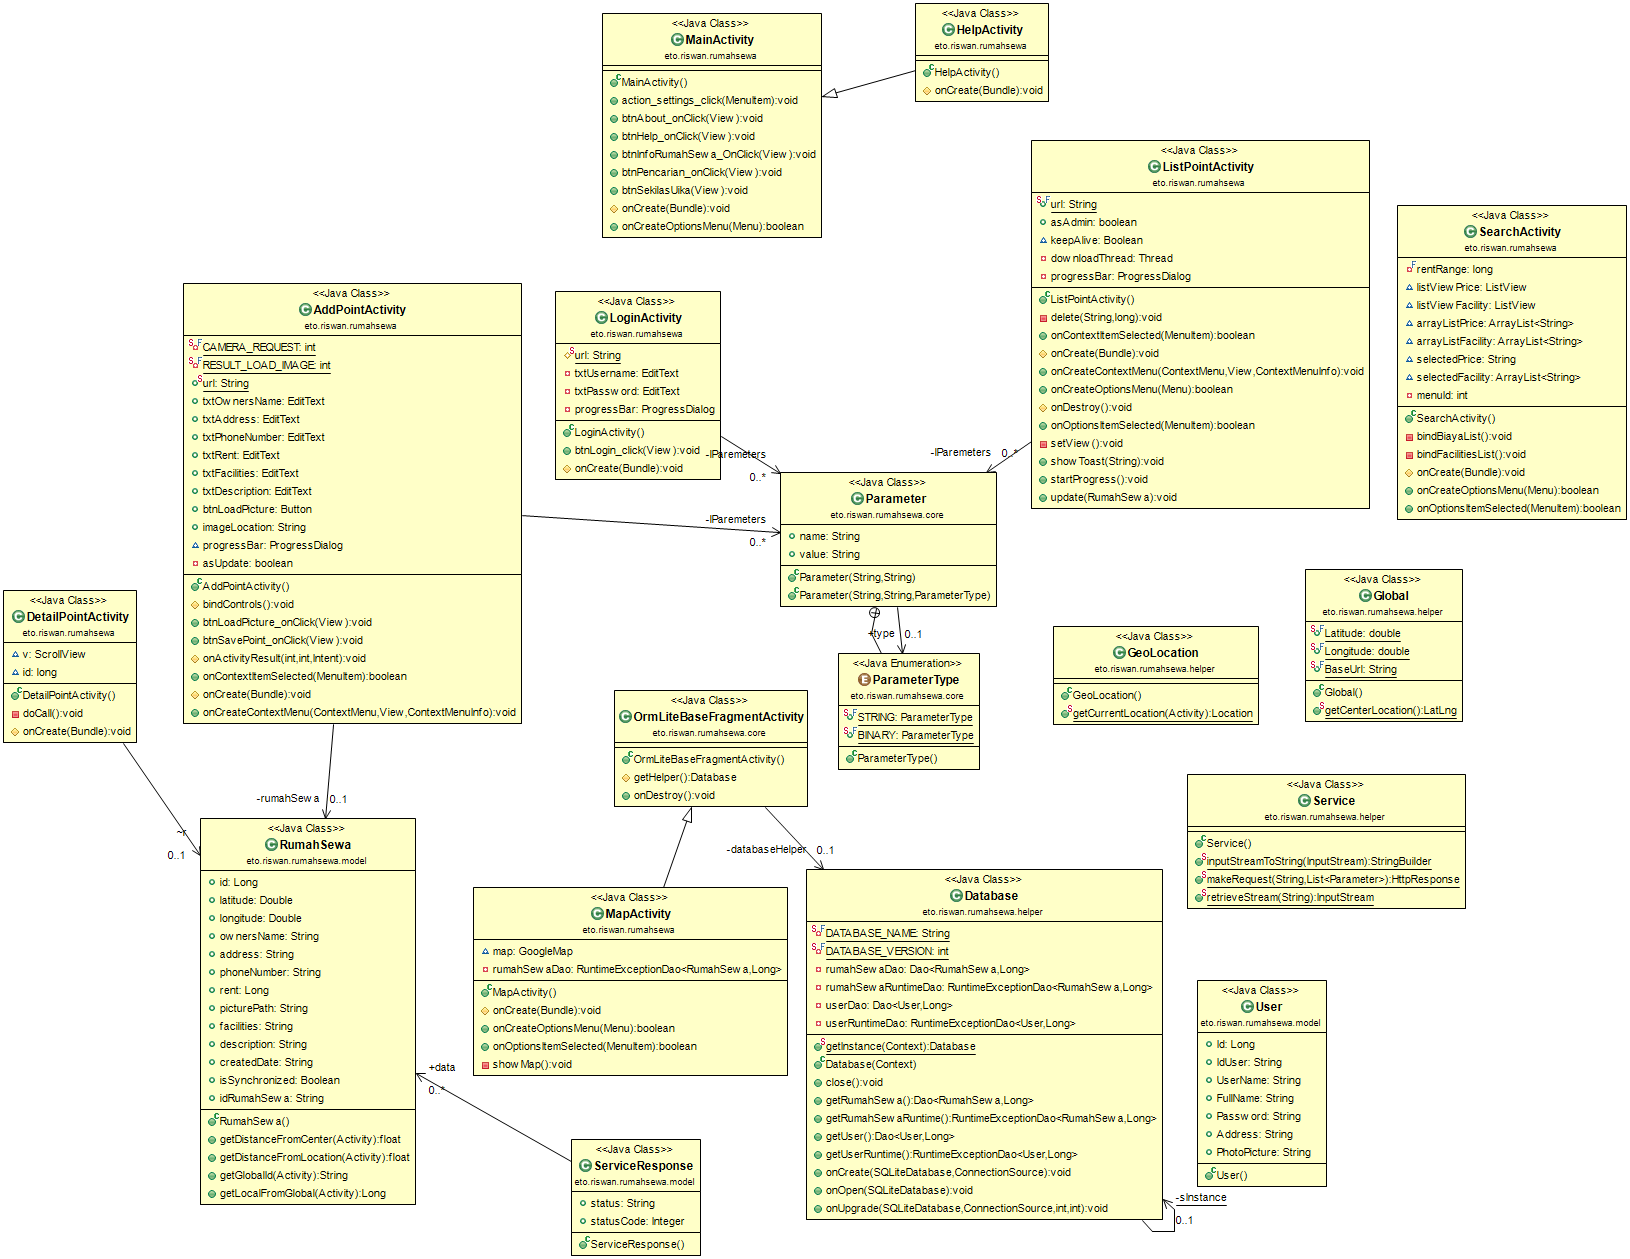 <<Java Class>>
MainActivity
eto.riswan.rumahsewa
MainActivity()
action_settings_click(MenuItem):void
btnAbout_onClick(View):void
btnHelp_onClick(View):void
btnInfoRumahSewa_OnClick(View):void
btnPencarian_onClick(View):void
btnSekilasUika(View):void
onCreate(Bundle):void
onCreateOptionsMenu(Menu):boolean
<<Java Class>>
HelpActivity
eto.riswan.rumahsewa
HelpActivity()
onCreate(Bundle):void
<<Java Class>>
ListPointActivity
eto.riswan.rumahsewa
url: String
asAdmin: boolean
keepAlive: Boolean
downloadThread: Thread
progressBar: ProgressDialog
ListPointActivity()
delete(String,long):void
onContextItemSelected(MenuItem):boolean
onCreate(Bundle):void
onCreateContextMenu(ContextMenu,View,ContextMenuInfo):void
onCreateOptionsMenu(Menu):boolean
onDestroy():void
onOptionsItemSelected(MenuItem):boolean
setView():void
showToast(String):void
startProgress():void
update(RumahSewa):void
<<Java Class>>
SearchActivity
eto.riswan.rumahsewa
rentRange: long
listViewPrice: ListView
listViewFacility: ListView
arrayListPrice: ArrayList<String>
arrayListFacility: ArrayList<String>
selectedPrice: String
selectedFacility: ArrayList<String>
menuId: int
SearchActivity()
bindBiayaList():void
bindFacilitiesList():void
onCreate(Bundle):void
onCreateOptionsMenu(Menu):boolean
onOptionsItemSelected(MenuItem):boolean
<<Java Class>>
AddPointActivity
eto.riswan.rumahsewa
CAMERA_REQUEST: int
RESULT_LOAD_IMAGE: int
url: String
txtOwnersName: EditText
txtAddress: EditText
txtPhoneNumber: EditText
txtRent: EditText
txtFacilities: EditText
txtDescription: EditText
btnLoadPicture: Button
imageLocation: String
progressBar: ProgressDialog
asUpdate: boolean
AddPointActivity()
bindControls():void
btnLoadPicture_onClick(View):void
btnSavePoint_onClick(View):void
onActivityResult(int,int,Intent):void
onContextItemSelected(MenuItem):boolean
onCreate(Bundle):void
onCreateContextMenu(ContextMenu,View,ContextMenuInfo):void
<<Java Class>>
LoginActivity
eto.riswan.rumahsewa
url: String
txtUsername: EditText
txtPassword: EditText
progressBar: ProgressDialog
LoginActivity()
btnLogin_click(View):void
onCreate(Bundle):void
-lParemeters
0..*
-lParemeters 0..*
-lParemeters
0..*
<<Java Class>>
Parameter
eto.riswan.rumahsewa.core
name: String
value: String
Parameter(String,String)
Parameter(String,String,ParameterType)
+type 0..1
<<Java Enumeration>>
ParameterType
eto.riswan.rumahsewa.core
STRING: ParameterType
BINARY: ParameterType
ParameterType()
<<Java Class>>
DetailPointActivity
eto.riswan.rumahsewa
v: ScrollView
id: long
DetailPointActivity()
doCall():void
onCreate(Bundle):void
<<Java Class>>
GeoLocation
eto.riswan.rumahsewa.helper
GeoLocation()
getCurrentLocation(Activity):Location
<<Java Class>>
Global
eto.riswan.rumahsewa.helper
Latitude: double
Longitude: double
BaseUrl: String
Global()
getCenterLocation():LatLng
<<Java Class>>
OrmLiteBaseFragmentActivity
eto.riswan.rumahsewa.core
OrmLiteBaseFragmentActivity()
getHelper():Database
onDestroy():void
<<Java Class>>
Service
eto.riswan.rumahsewa.helper
Service()
inputStreamToString(InputStream):StringBuilder
makeRequest(String,List<Parameter>):HttpResponse
retrieveStream(String):InputStream
-rumahSewa 0..1
~r
0..1
-databaseHelper 0..1
<<Java Class>>
RumahSewa
eto.riswan.rumahsewa.model
id: Long
latitude: Double
longitude: Double
ownersName: String
address: String
phoneNumber: String
rent: Long
picturePath: String
facilities: String
description: String
createdDate: String
isSynchronized: Boolean
idRumahSewa: String
RumahSewa()
getDistanceFromCenter(Activity):float
getDistanceFromLocation(Activity):float
getGlobalId(Activity):String
getLocalFromGlobal(Activity):Long
<<Java Class>>
MapActivity
eto.riswan.rumahsewa
map: GoogleMap
rumahSewaDao: RuntimeExceptionDao<RumahSewa,Long>
MapActivity()
onCreate(Bundle):void
onCreateOptionsMenu(Menu):boolean
onOptionsItemSelected(MenuItem):boolean
showMap():void
<<Java Class>>
Database
eto.riswan.rumahsewa.helper
DATABASE_NAME: String
DATABASE_VERSION: int
rumahSewaDao: Dao<RumahSewa,Long>
rumahSewaRuntimeDao: RuntimeExceptionDao<RumahSewa,Long>
userDao: Dao<User,Long>
userRuntimeDao: RuntimeExceptionDao<User,Long>
getInstance(Context):Database
Database(Context)
close():void
getRumahSewa():Dao<RumahSewa,Long>
getRumahSewaRuntime():RuntimeExceptionDao<RumahSewa,Long>
getUser():Dao<User,Long>
getUserRuntime():RuntimeExceptionDao<User,Long>
onCreate(SQLiteDatabase,ConnectionSource):void
onOpen(SQLiteDatabase):void
onUpgrade(SQLiteDatabase,ConnectionSource,int,int):void
-sInstance
0..1
<<Java Class>>
User
eto.riswan.rumahsewa.model
Id: Long
IdUser: String
UserName: String
FullName: String
Password: String
Address: String
PhotoPicture: String
User()
+data
0..*
<<Java Class>>
ServiceResponse
eto.riswan.rumahsewa.model
status: String
statusCode: Integer
ServiceResponse()